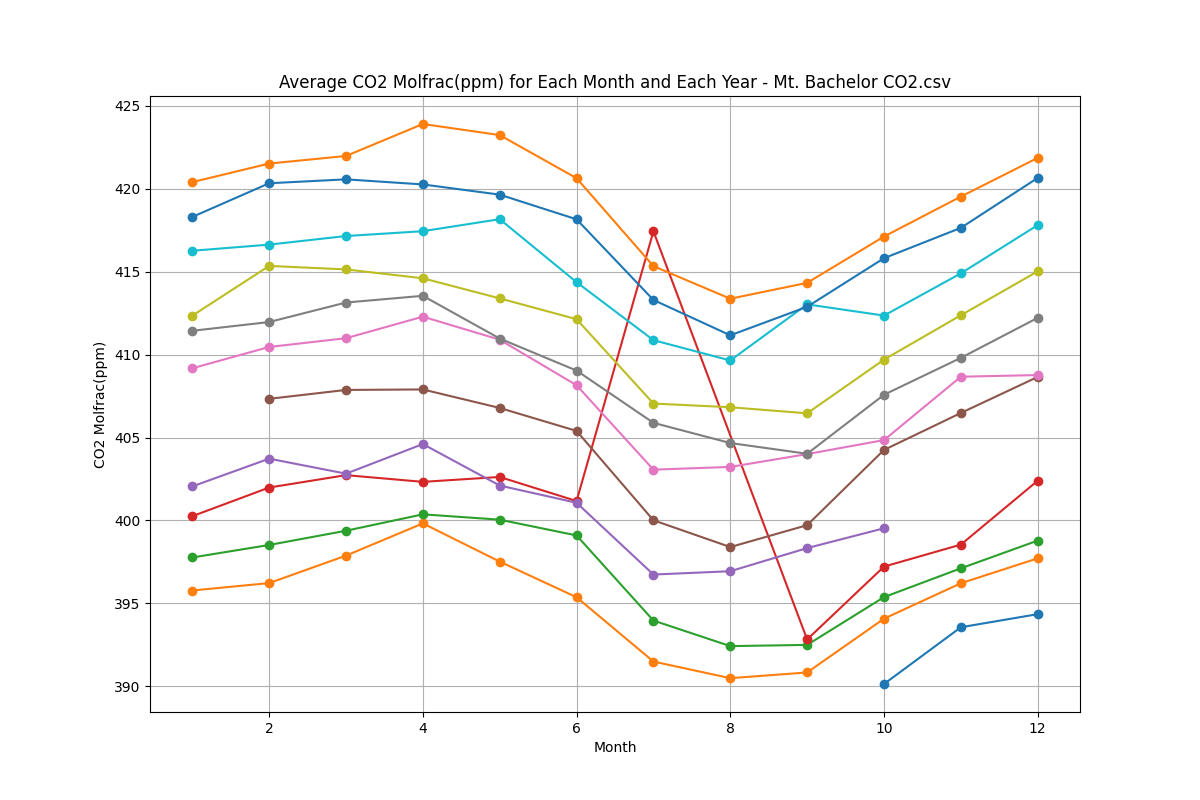 Average CO2 Molfrac(ppm) for Each Month and Each Year - Mt. Bachelor CO2.csv
425
420
415
410
405
400
395
390
CO2 Molfrac(ppm)
2 4 6 8 10 12
Month